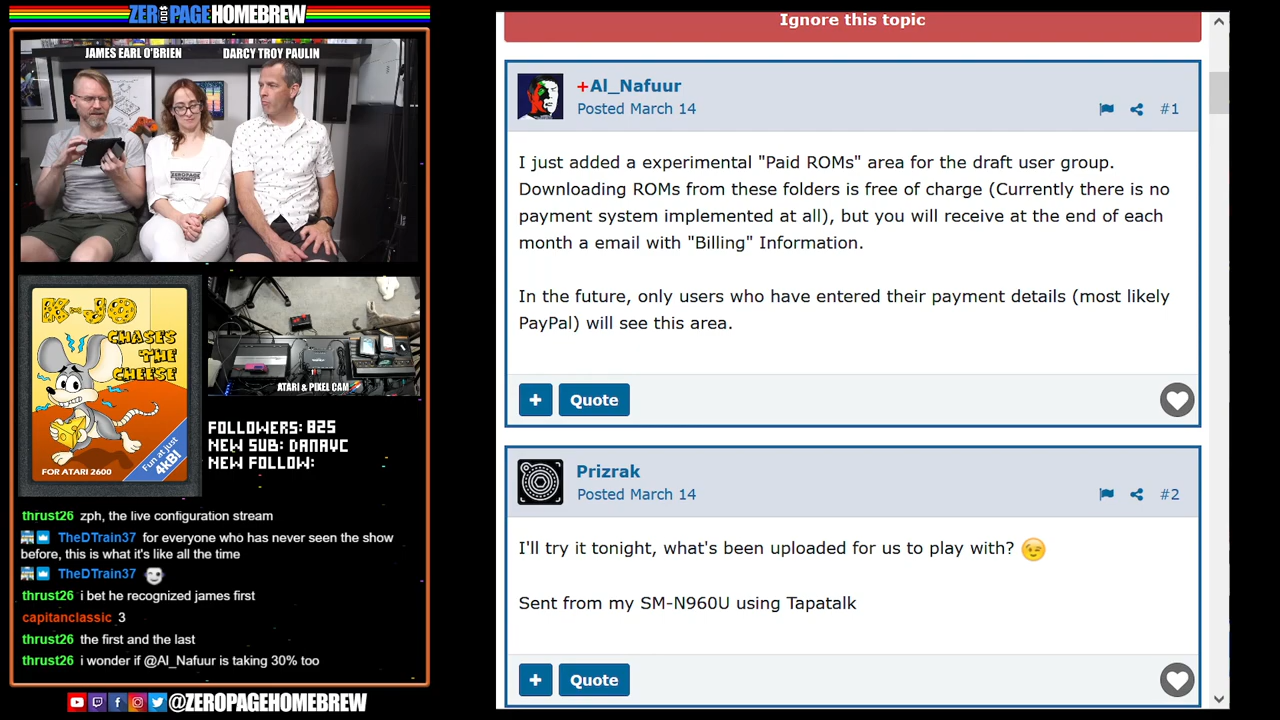 ZEROPAGE HOMEBREW
JAMES EARL O'BRIEN
DARCY TROY PAULIN
K-JO
CHASES
THE
CHEESE
Fun at just
4kB!
FOR ATARI 2600
ATARI & PIXEL CAM
FOLLOWERS: 825
NEW SUB: DANAYC
NEW FOLLOW:
thrust26 zph, the live configuration stream
TheDTrain37 for everyone who has never seen the show
before, this is what it's like all the time
TheDTrain37
thrust26 i bet he recognized james first
capitanclassic 3
thrust26 the first and the last
thrust26 i wonder if @Al_Nafuur is taking 30% too
@ZEROPAGEHOMEBREW
Ignore this topic
+Al_Nafuur
Posted March 14
#1
I just added a experimental "Paid ROMs" area for the draft user group.
Downloading ROMs from these folders is free of charge (Currently there is no
payment system implemented at all), but you will receive at the end of each
month a email with "Billing" Information.
In the future, only users who have entered their payment details (most likely
PayPal) will see this area.
+ Quote
Prizrak
Posted March 14
#2
I'll try it tonight, what's been uploaded for us to play with?
Sent from my SM-N960U using Tapatalk
+ Quote